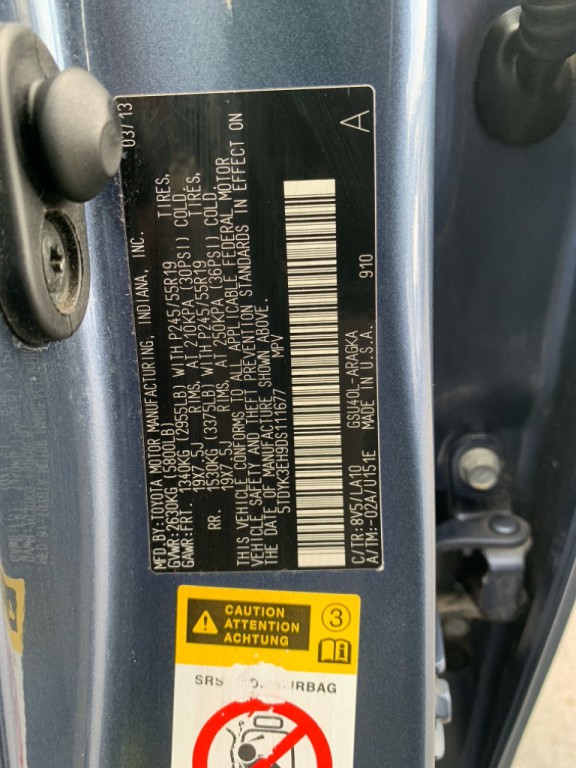 MFD.BY:TOYOTA MOTOR MANUFACTURING, INDIANA, INC. 03/13
GVWR:2630KG (5800LB)
GAWR:FRT. 1340KG (2955LB) WITH P245/55R19 TIRES,
19X7.5J RIMS, AT 210KPA (30PSI) COLD.
RR. 1530KG (3375LB) WITH P245/55R19 TIRES,
19X7.5J RIMS, AT 250KPA (36PSI) COLD.
THIS VEHICLE CONFORMS TO ALL APPLICABLE FEDERAL MOTOR
VEHICLE SAFETY AND THEFT PREVENTION STANDARDS IN EFFECT ON
THE DATE OF MANUFACTURE SHOWN ABOVE.
5TDYK3EH9DS111677 MPV
C/TR:8V5/LA10 GSU40L-ARAGKA A
A/TM:-02A/U151E MADE IN U.S.A. 910
CAUTION
ATTENTION
ACHTUNG
3
SRS AIRBAG